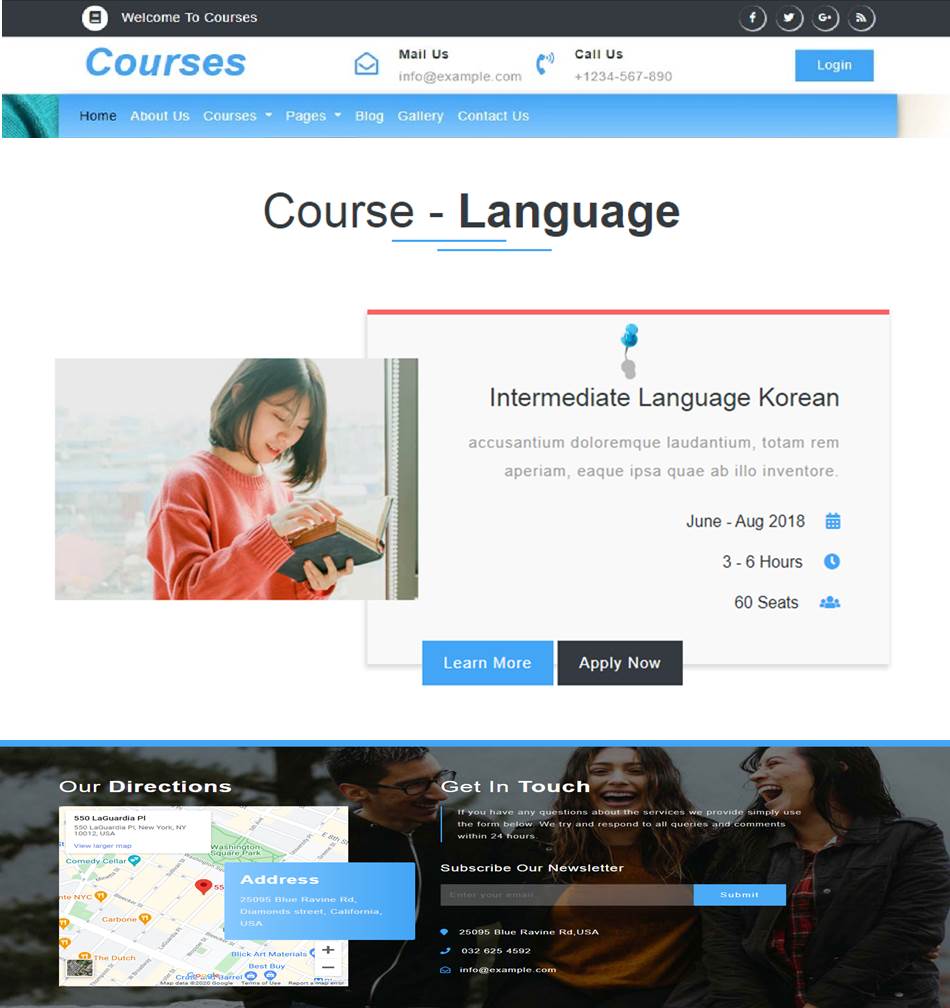 Welcome To Courses
Courses
Mail Us
info@example.com
Call Us
+1234-567-890
Login
Home About Us Courses Pages Blog Gallery Contact Us
Course - Language
Intermediate Language Korean
accusantium doloremque laudantium, totam rem
aperiam, eaque ipsa quae ab illo inventore.
June - Aug 2018
3 - 6 Hours
60 Seats
Learn More
Apply Now
Our Directions
550 LaGuardia Pl
550 LaGuardia Pl, New York, NY
10012, USA
View larger map
Washington
Square Park
Comedy Cellar
nte NYC
55
Carbone
The Dutch
Blick Art Materials
Best Buy
Crate and Barrel
Google
Map data ©2020 Google Terms of Use Report a map error
Address
25095 Blue Ravine Rd,
Diamonds street, California,
USA
Get In Touch
If you have any questions about the services we provide simply use
the form below. We try and respond to all queries and comments
within 24 hours.
Subscribe Our Newsletter
Enter your email...
Submit
25095 Blue Ravine Rd,USA
032 625 4592
info@example.com